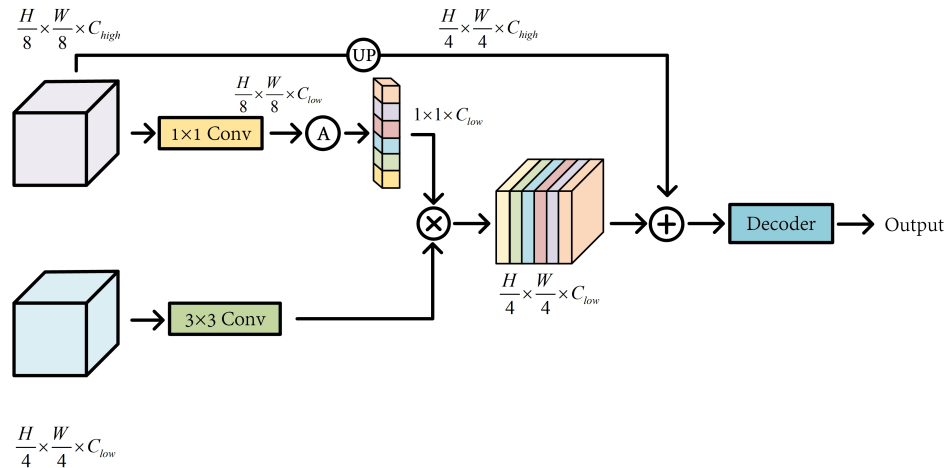 H/8 × W/8 × C_high
UP
H/4 × W/4 × C_high
H/8 × W/8 × C_low
1×1 Conv
A
1×1×C_low
×
+
Decoder
Output
H/4 × W/4 × C_low
3×3 Conv
H/4 × W/4 × C_low